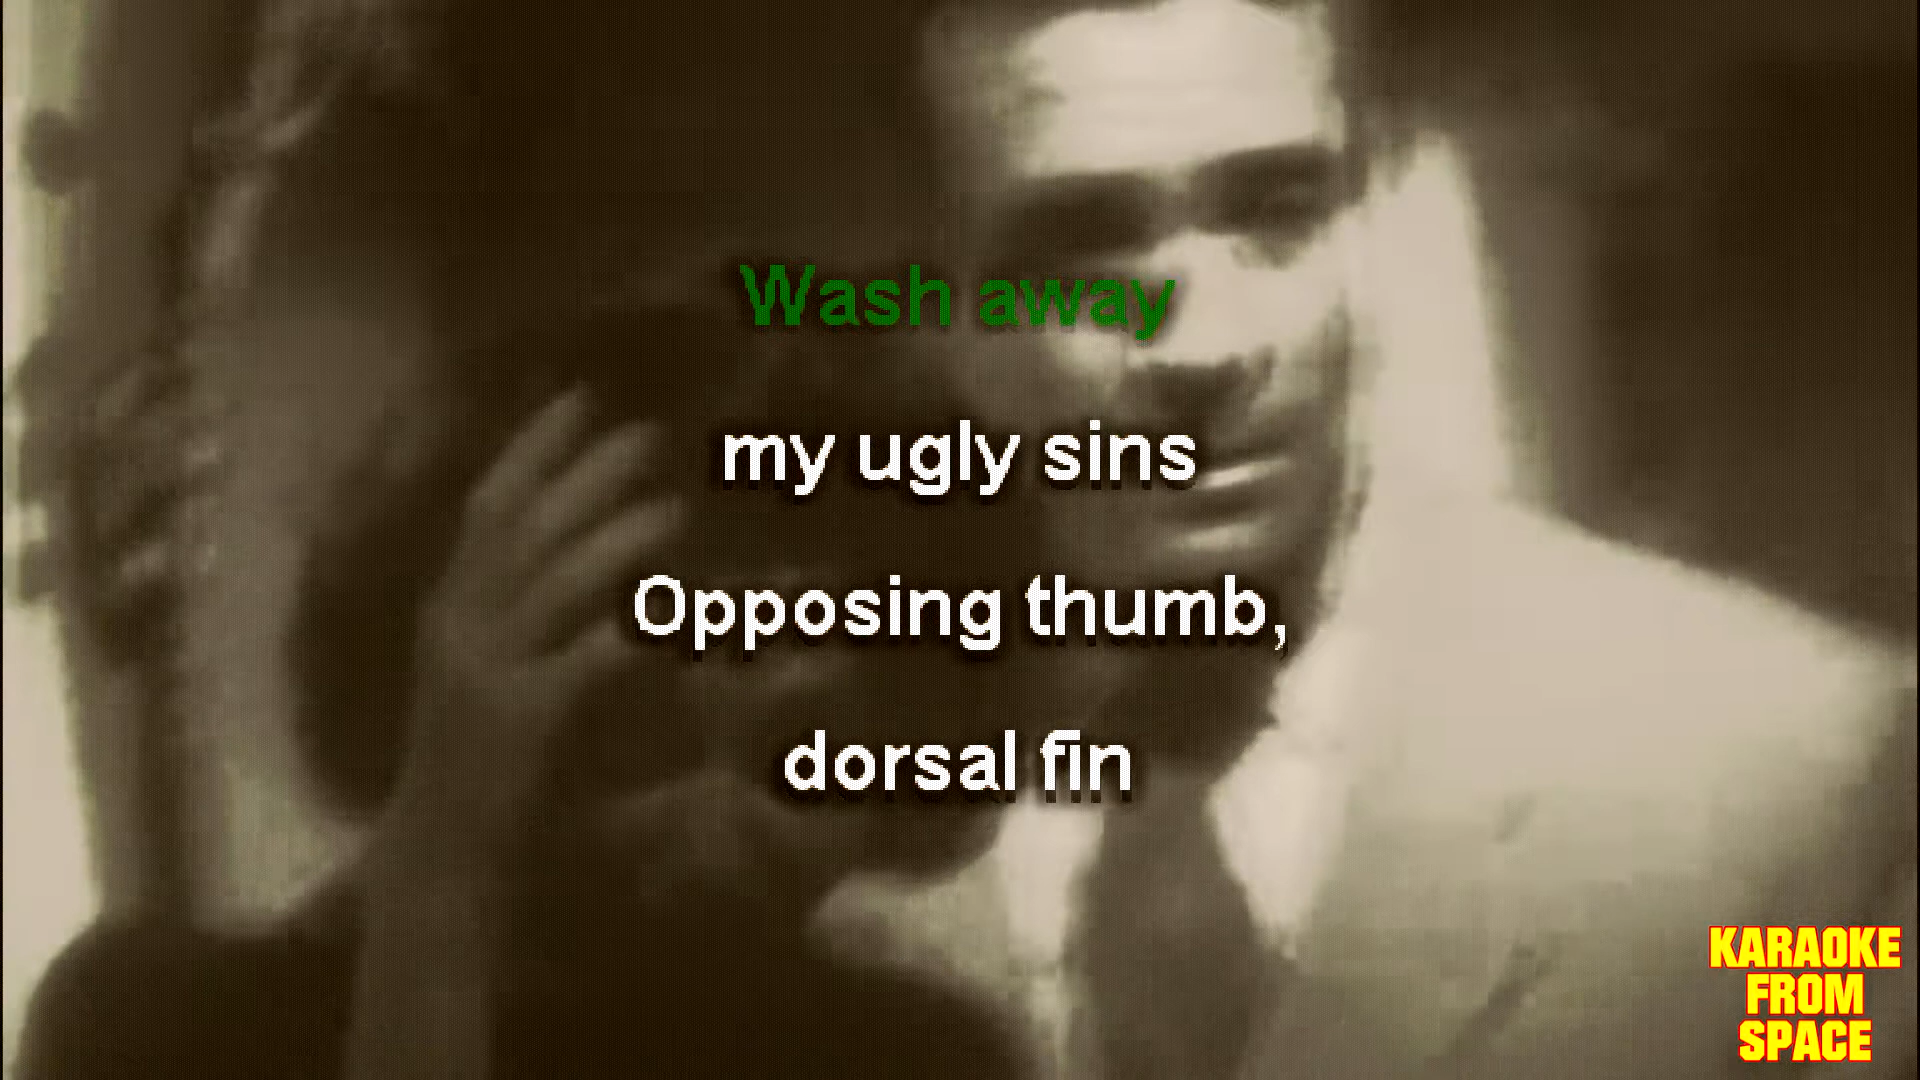 Wash away
my ugly sins
Opposing thumb,
dorsal fin
KARAOKE
FROM
SPACE